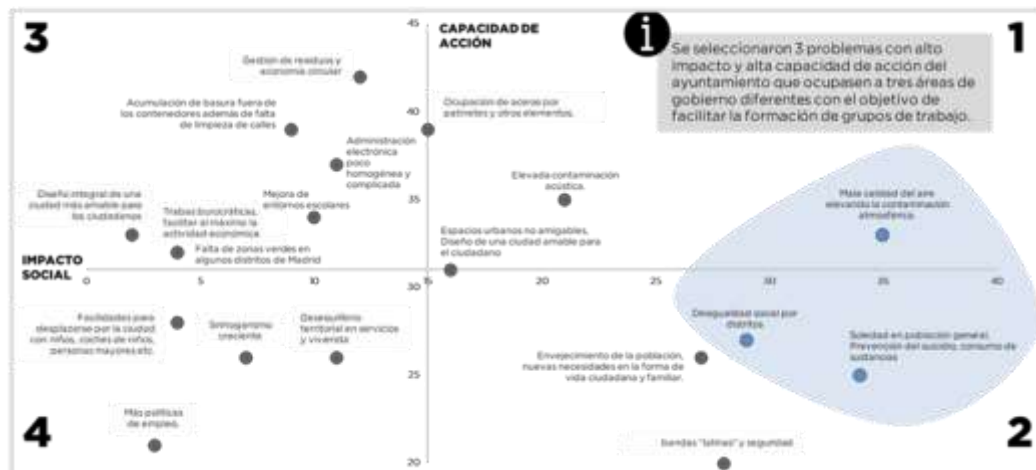 3
45
CAPACIDAD DE
ACCIÓN
1
i
Se seleccionaron 3 problemas con alto
impacto y alta capacidad de acción del
ayuntamiento que ocupasen a tres áreas de
gobierno diferentes con el objetivo de
facilitar la formación de grupos de trabajo.
Gestión de residuos y
economía circular
Acumulación de basura fuera de
los contenedores además de falta
de limpieza de calles
40
Ocupación de aceras por
patinetes y otros elementos.
Administración
electrónica
poco
homogénea y
complicada
Elevada contaminación
acústica.
35
Mala calidad del aire
elevando la contaminación
atmosférica
Diseño integral de una
ciudad más amable para
los ciudadanos
Mejora de
entornos escolares
Trabas burocráticas,
facilitar al máximo la
actividad económica.
Espacios urbanos no amigables,
Diseño de una ciudad amable para
el ciudadano
Falta de zonas verdes en
algunos distritos de Madrid
IMPACTO
SOCIAL
0
5
10
15
20
25
30
35
40
30
Facilidades para
desplazarse por la ciudad
con niños, coches de niños,
personas mayores etc.
Sinhogarismo
creciente
Desequilibrio
territorial en servicios
y vivienda
Desigualdad social por
distritos.
Soledad en población general.
Prevención del suicidio, consumo de
sustancias
25
Envejecimiento de la población,
nuevas necesidades en la forma de
vida ciudadana y familiar.
4
Más políticas
de empleo.
20
Bandas "latinas" y seguridad
2